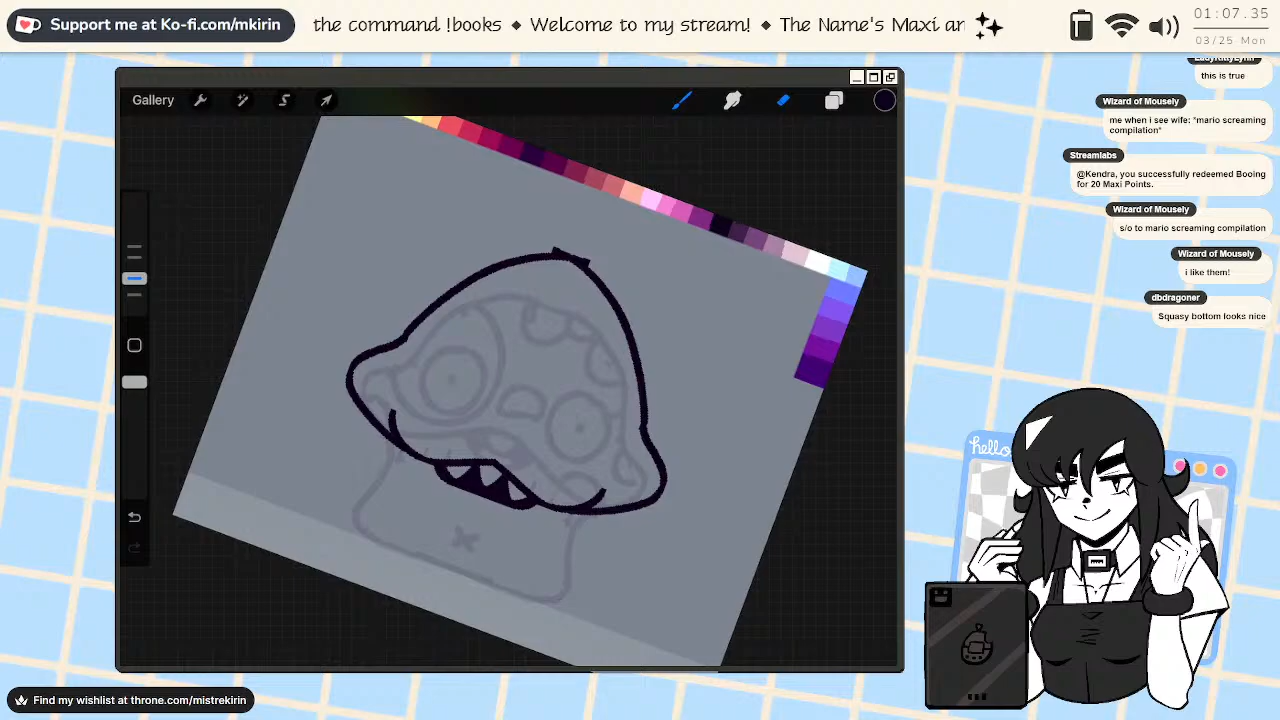 Support me at Ko-fi.com/mkirin
the command !books ◆ Welcome to my stream! ◆ The Name's Maxi an
01:07.35
03/25 Mon
this is true
Wizard of Mousely
me when i see wife: *mario screaming
compilation*
Streamlabs
@Kendra, you successfully redeemed Booing
for 20 Maxi Points.
Wizard of Mousely
s/o to mario screaming compilation
Wizard of Mousely
i like them!
dbdragoner
Squasy bottom looks nice
Gallery
hello
Find my wishlist at throne.com/mistrekirin